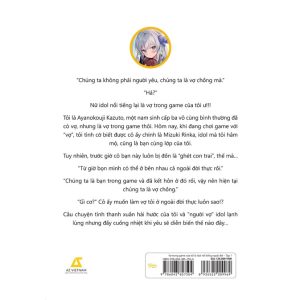 "Chúng ta không phải người yêu, chúng ta là vợ chồng mà."
"Hả?"
Nữ idol nổi tiếng lại là vợ trong game của tôi ư!!!
Tôi là Ayanokouji Kazuto, một nam sinh cấp ba vô cùng bình thường đã
có vợ, nhưng là vợ trong game thôi. Hôm nay, khi đang chơi game với
"vợ", tôi tình cờ biết được cô ấy chính là Mizuki Rinka, idol mà tôi hâm
mộ, cũng là bạn cùng lớp của tôi.
Tuy nhiên, trước giờ cô bạn này luôn bị đồn là "ghét con trai", thế mà...
"Từ giờ bọn mình có thể ở bên nhau cả ngoài đời thực rồi."
"Chúng ta là bạn trong game và đã kết hôn ở đó rồi, vậy nên hiện tại
chúng ta là vợ chồng."
"Gì cơ?" Cô ấy muốn làm vợ tôi ở ngoài đời thực luôn sao!?
Câu chuyện tình thanh xuân hài hước của tôi và "người vợ" idol lạnh
lùng nhưng đầy cuồng nhiệt khi yêu sẽ diễn biến thế nào đây...
AZ VIETNAM